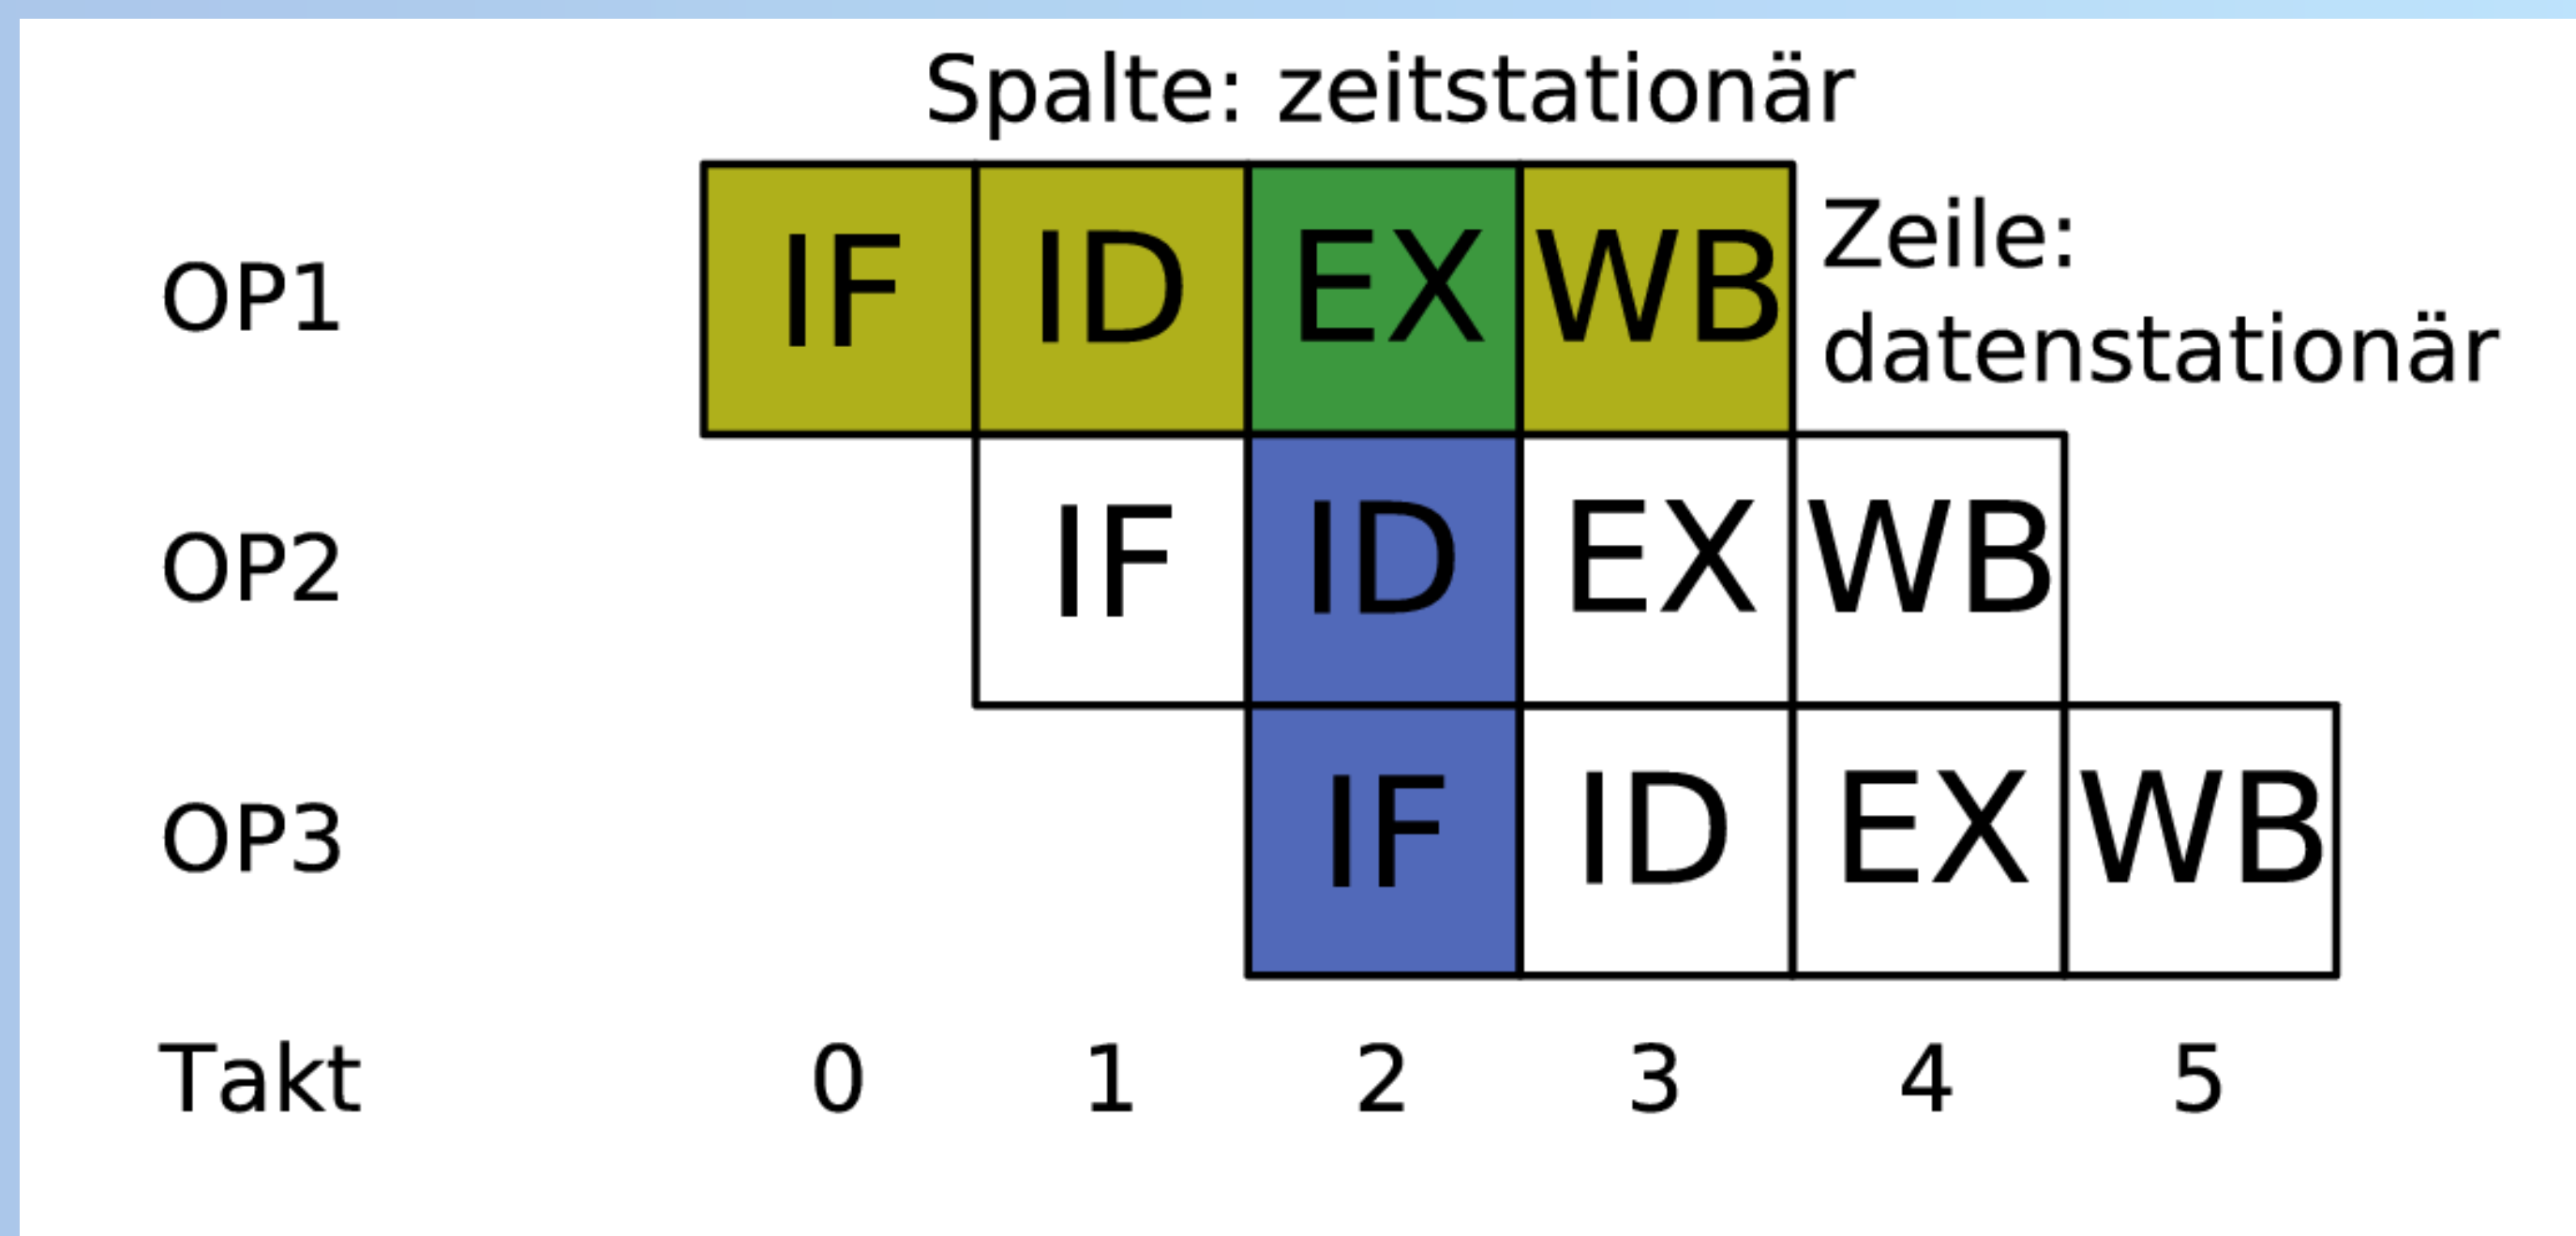 Spalte: zeitstationär
OP1 IF ID EX WB Zeile:
datenstationär
OP2 IF ID EX WB
OP3 IF ID EX WB
Takt 0 1 2 3 4 5